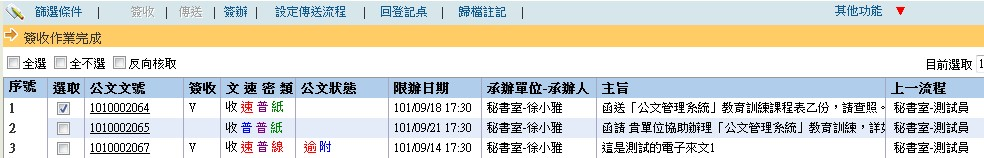 篩選條件 | 簽收 | 傳送 | 簽辦 | 設定傳送流程 | 回登記桌 | 歸檔註記 | 其他功能 ▼
簽收作業完成
全選 全不選 反向核取 目前選取 1
序號 選取 公文文號 簽收 文速密類 公文狀態 限辦日期 承辦單位-承辦人 主旨 上一流程
1 1010002064 V 收速普紙 101/09/18 17:30 秘書室-徐小雅 函送「公文管理系統」教育訓練課程表乙份，請查照。 秘書室-測試員
2 1010002065 收普普紙 101/09/21 17:30 秘書室-徐小雅 函請 貴單位協助辦理「公文管理系統」教育訓練，詳如 秘書室-測試員
3 1010002067 V 收速普線 逾附 101/09/14 17:30 秘書室-徐小雅 這是測試的電子來文1 秘書室-測試員